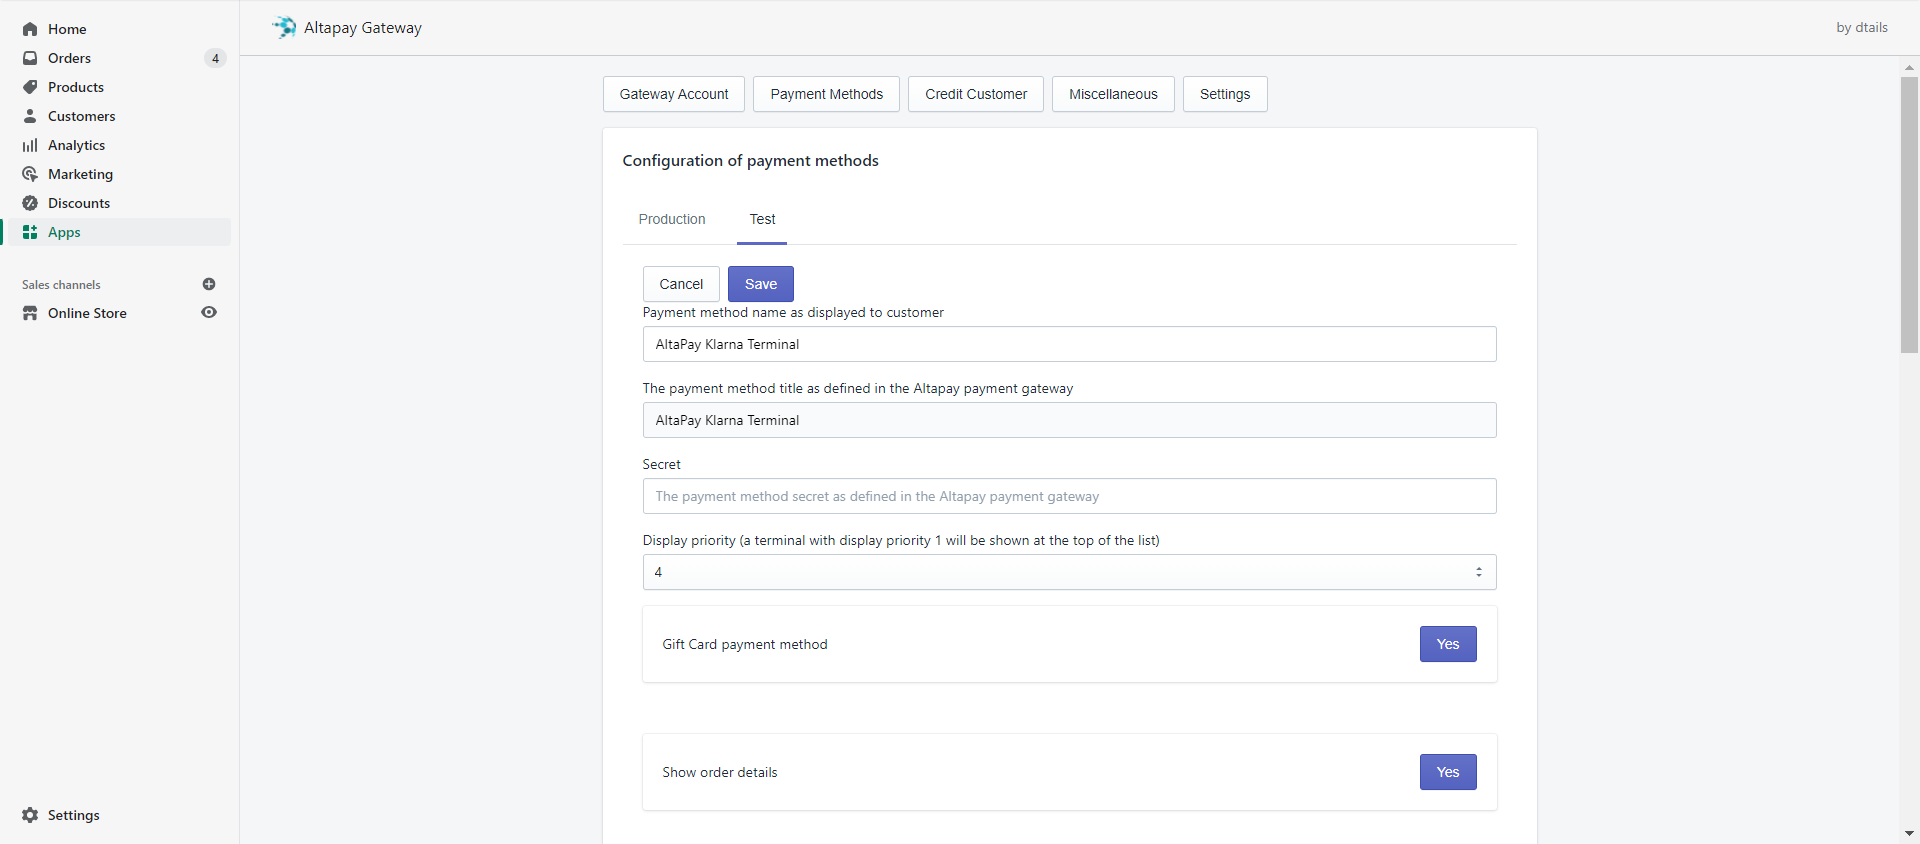 Home
Orders 4
Products
Customers
Analytics
Marketing
Discounts
Apps
Sales channels
Online Store
Settings
Altapay Gateway
by dtails
Gateway Account Payment Methods Credit Customer Miscellaneous Settings
Configuration of payment methods
Production Test
Cancel Save
Payment method name as displayed to customer
AltaPay Klarna Terminal
The payment method title as defined in the Altapay payment gateway
AltaPay Klarna Terminal
Secret
The payment method secret as defined in the Altapay payment gateway
Display priority (a terminal with display priority 1 will be shown at the top of the list)
4
Gift Card payment method Yes
Show order details Yes